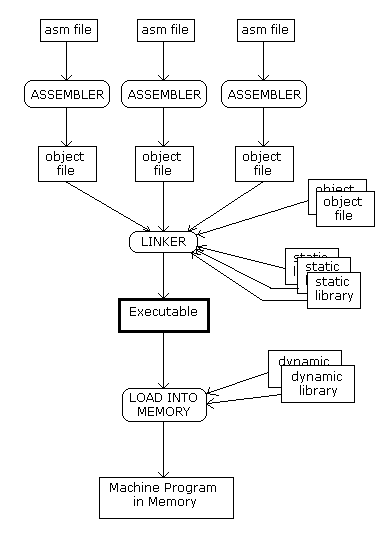 asm file
asm file
asm file
ASSEMBLER
ASSEMBLER
ASSEMBLER
object
file
object
file
object
file
object
object
file
LINKER
static
static
static
library
Executable
dynamic
dynamic
library
LOAD INTO
MEMORY
Machine Program
in Memory